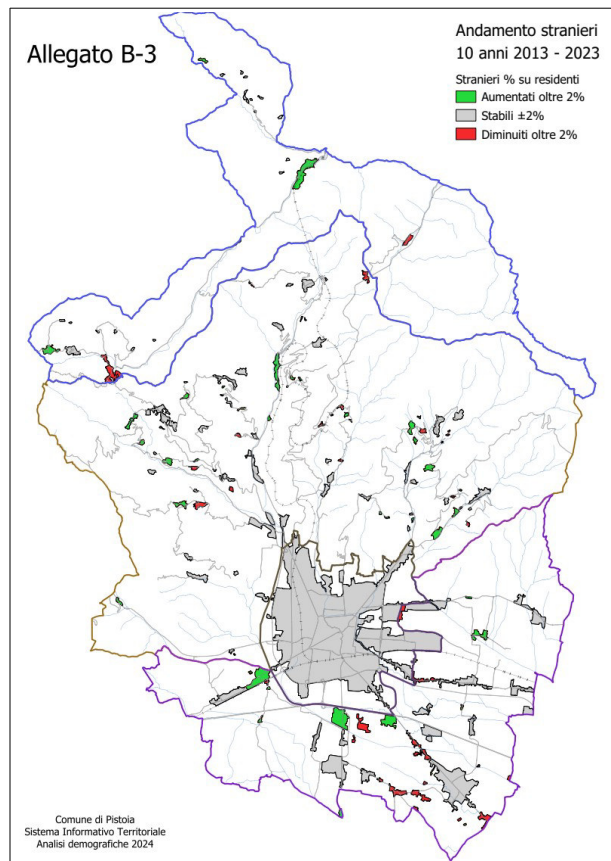 Allegato B-3
Andamento stranieri
10 anni 2013 - 2023
Stranieri % su residenti
Aumentati oltre 2%
Stabili ±2%
Diminuiti oltre 2%
Comune di Pistoia
Sistema Informativo Territoriale
Analisi demografiche 2024